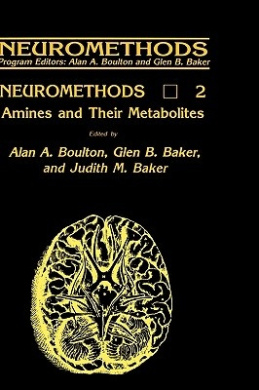 NEUROMETHODS
Program Editors: Alan A. Boulton and Glen B. Baker
NEUROMETHODS □ 2
Amines and Their Metabolites
Edited by
Alan A. Boulton, Glen B. Baker,
and Judith M. Baker